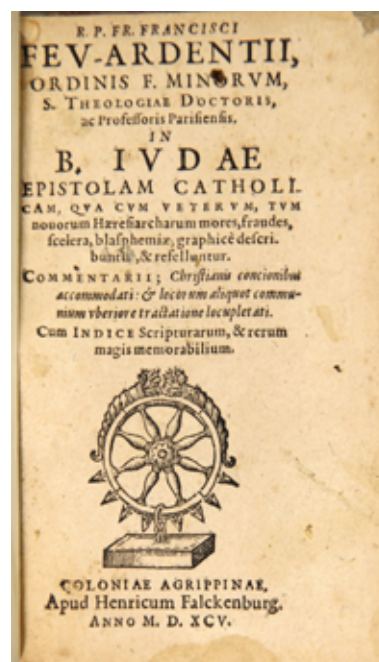 R. P. FR. FRANCISCI
FEV-ARDENTII,
ORDINIS F. MINORVM,
S. THEOLOGIAE DOCTORIS,
ac Profeſſoris Pariſienſis.
IN
B. IVDAE
EPISTOLAM CATHOLI-
CAM, QVA CVM VETERVM, TVM
nouorum Hæreſiarcharum mores, fraudes,
ſcelera, blaſphemiæ, graphicè deſcri-
buntur, & refelluntur.
COMMENTARII; Chriſtianis concionibus
accommodati: & locorum aliquot commu-
nium vberiore tractatione locupletati.
Cum INDICE Scripturarum, & rerum
magis memorabilium.
COLONIAE AGRIPPINAE,
Apud Henricum Falckenburg.
ANNO M. D. XCV.